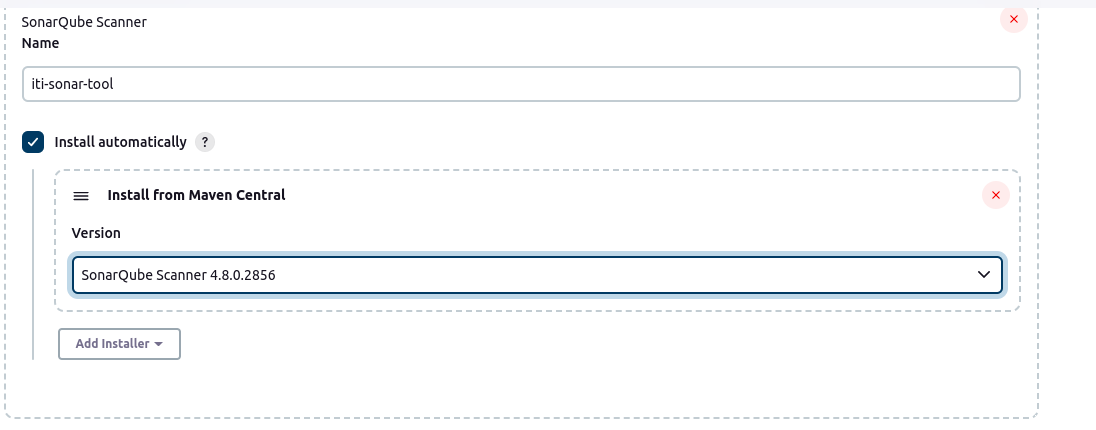 SonarQube Scanner
Name
iti-sonar-tool
Install automatically ?
Install from Maven Central
Version
SonarQube Scanner 4.8.0.2856
Add Installer